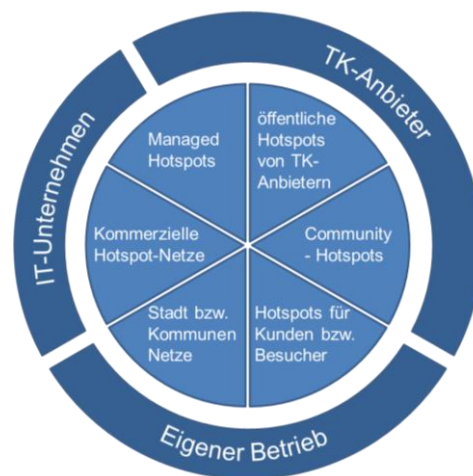 IT-Unternehmen
TK-Anbieter
Managed
Hotspots
öffentliche
Hotspots
von TK-
Anbietern
Kommerzielle
Hotspot-Netze
Community
- Hotspots
Stadt bzw.
Kommunen
Netze
Hotspots für
Kunden bzw.
Besucher
Eigener Betrieb